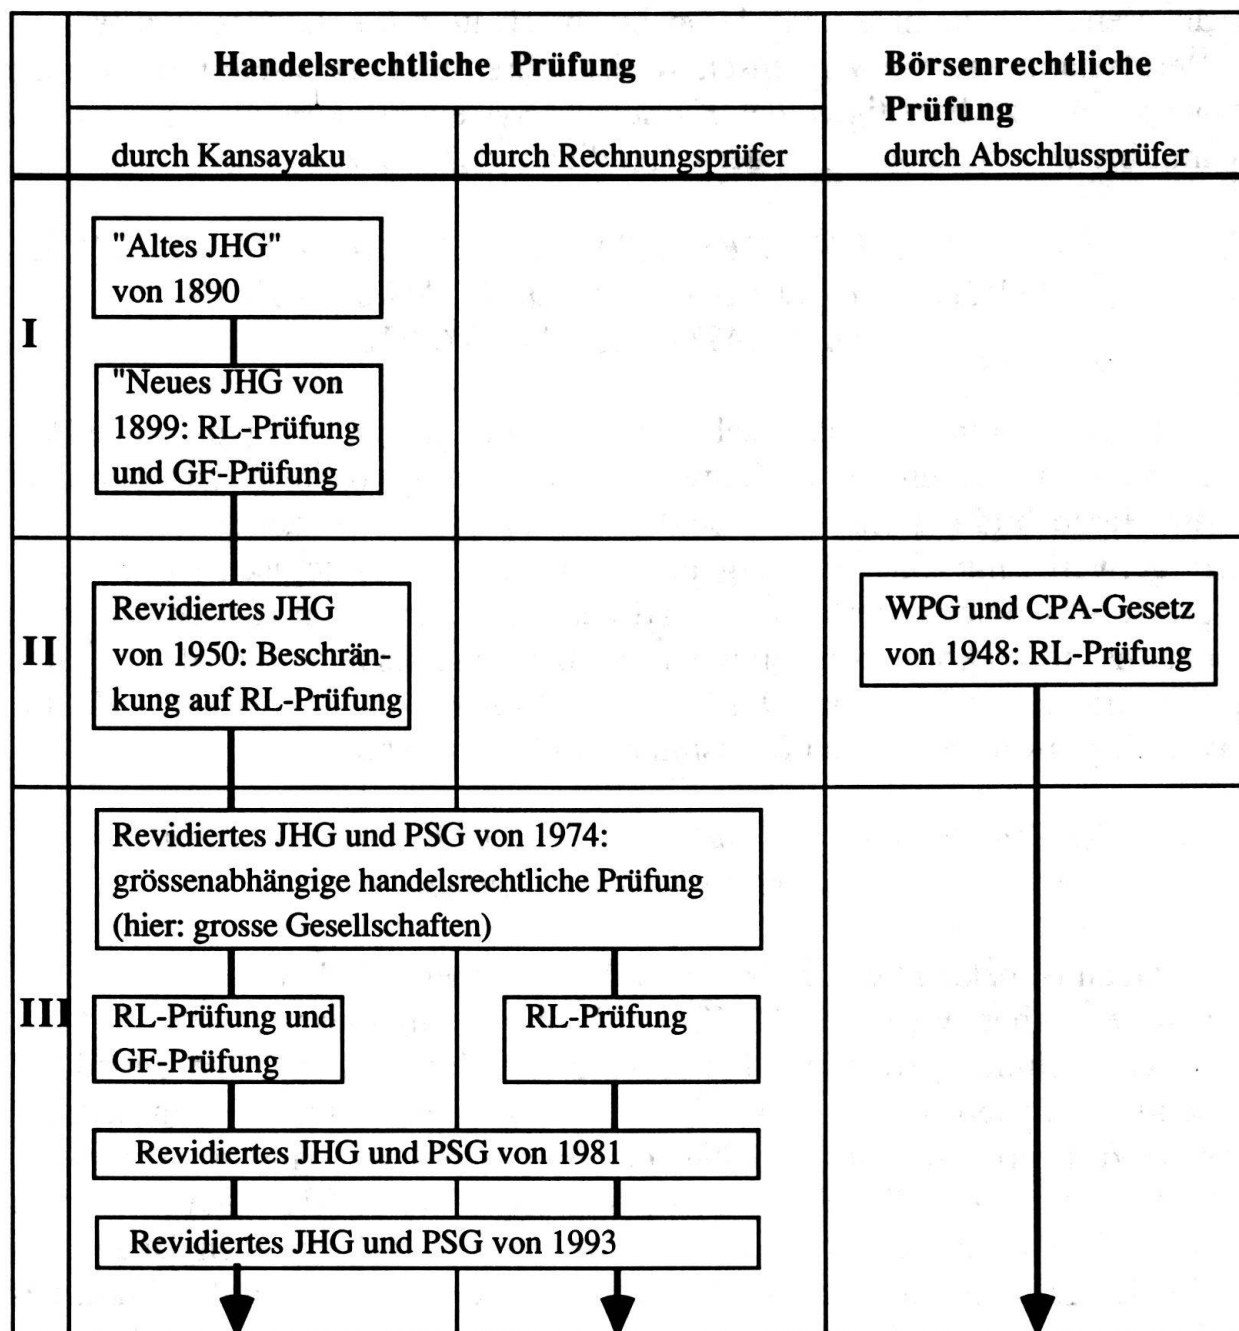 Handelsrechtliche Prüfung
Börsenrechtliche
Prüfung
durch Kansayaku
durch Rechnungsprüfer
durch Abschlussprüfer
I
"Altes JHG"
von 1890
"Neues JHG von
1899: RL-Prüfung
und GF-Prüfung
II
Revidiertes JHG
von 1950: Beschrän-
kung auf RL-Prüfung
WPG und CPA-Gesetz
von 1948: RL-Prüfung
III
Revidiertes JHG und PSG von 1974:
grössenabhängige handelsrechtliche Prüfung
(hier: grosse Gesellschaften)
RL-Prüfung und
GF-Prüfung
RL-Prüfung
Revidiertes JHG und PSG von 1981
Revidiertes JHG und PSG von 1993